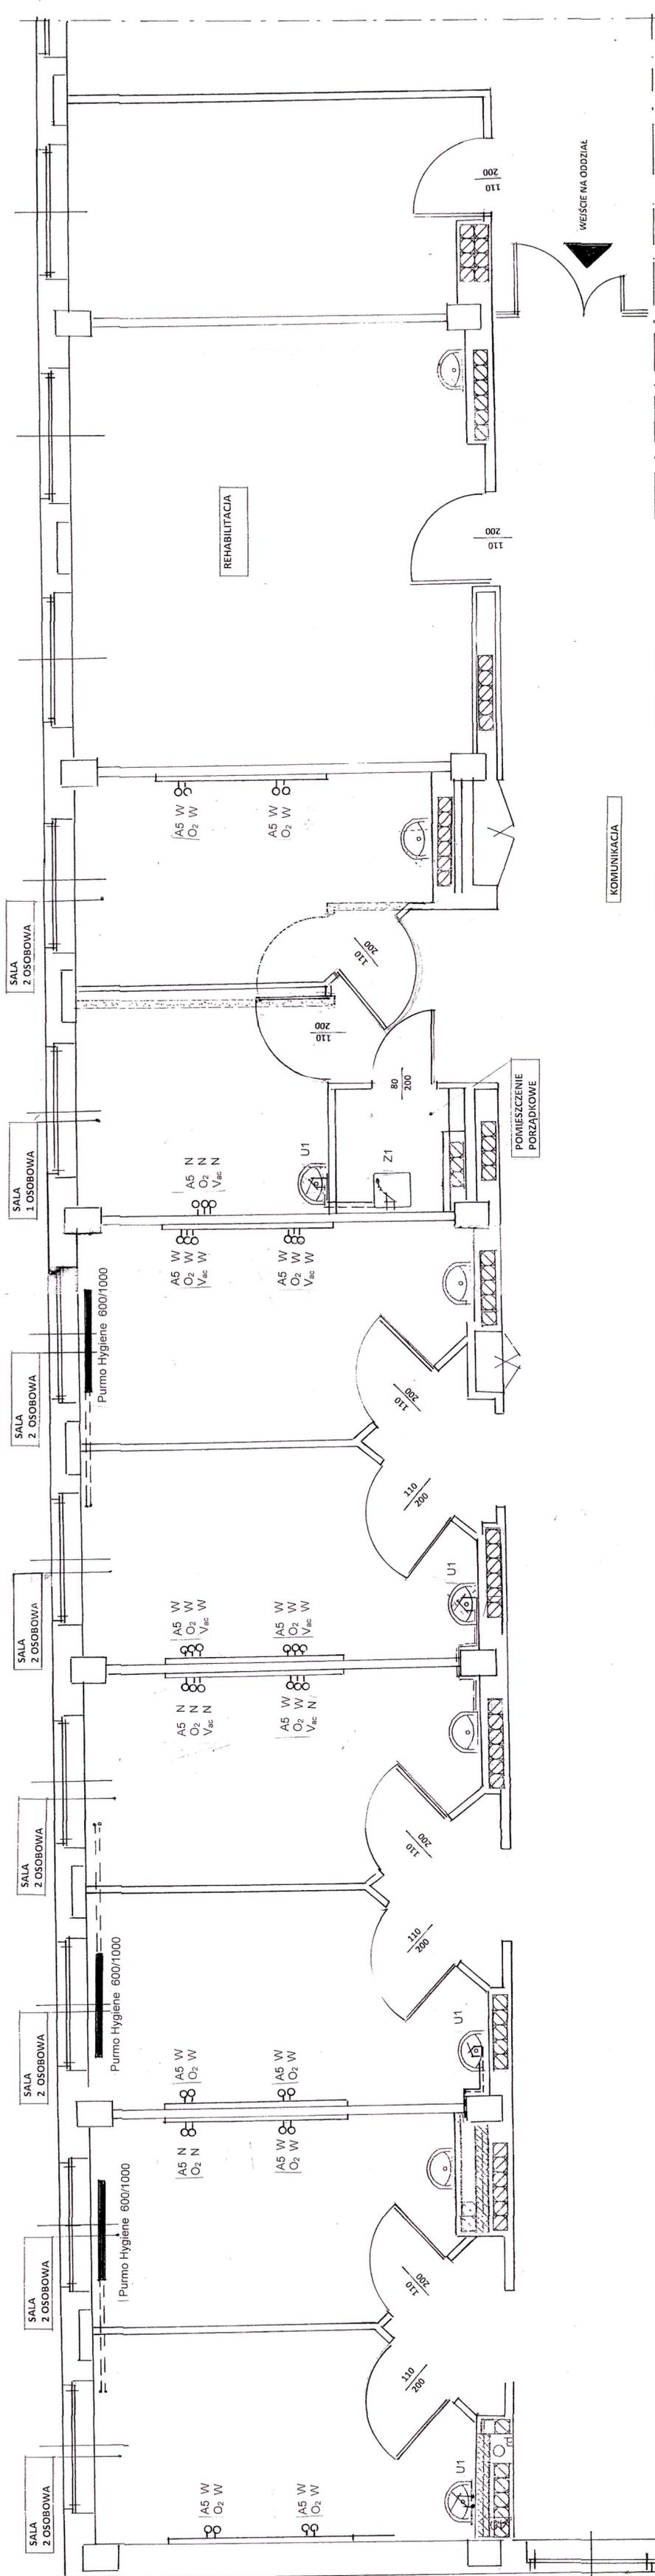 WEJŚCIE NA ODDZIAŁ
110
200
REHABILITACJA
110
200
KOMUNIKACJA
A5 W
O2 W
A5 W
O2 W
SALA
2 OSOBOWA
110
200
110
200
80
200
POMIESZCZENIE
PORZĄDKOWE
SALA
1 OSOBOWA
U1
Z1
A5 N
O2 N
Vac N
A5 W
O2 W
Vac W
A5 W
O2 W
Vac W
Purmo Hygiene 600/1000
SALA
2 OSOBOWA
110
200
110
200
SALA
2 OSOBOWA
U1
A5 W
O2 W
Vac W
A5 W
O2 W
Vac W
A5 N
O2 N
Vac N
A5 W
O2 W
Vac N
SALA
2 OSOBOWA
110
200
110
200
Purmo Hygiene 600/1000
SALA
2 OSOBOWA
U1
A5 W
O2 W
A5 W
O2 W
A5 N
O2 N
A5 W
O2 W
Purmo Hygiene 600/1000
SALA
2 OSOBOWA
110
200
110
200
SALA
2 OSOBOWA
U1
rd
A5 W
O2 W
A5 W
O2 W